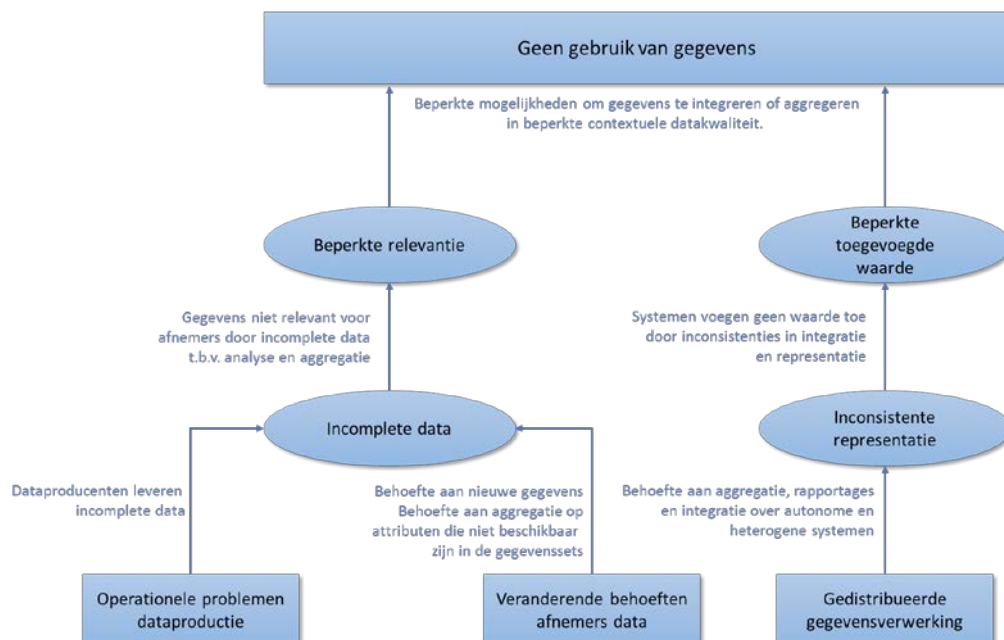 Geen gebruik van gegevens
Beperkte mogelijkheden om gegevens te integreren of aggregeren
in beperkte contextuele datakwaliteit.
Beperkte relevantie
Beperkte
toegevoegde
waarde
Gegevens niet relevant voor
afnemers door incomplete data
t.b.v. analyse en aggregatie
Systemen voegen geen waarde toe
door inconsistenties in integratie
en representatie
Incomplete data
Inconsistente
representatie
Dataproducenten leveren
incomplete data
Behoefte aan nieuwe gegevens
Behoefte aan aggregatie op
attributen die niet beschikbaar
zijn in de gegevenssets
Behoefte aan aggregatie, rapportages
en integratie over autonome en
heterogene systemen
Operationele problemen
dataproductie
Veranderende behoeften
afnemers data
Gedistribueerde
gegevensverwerking